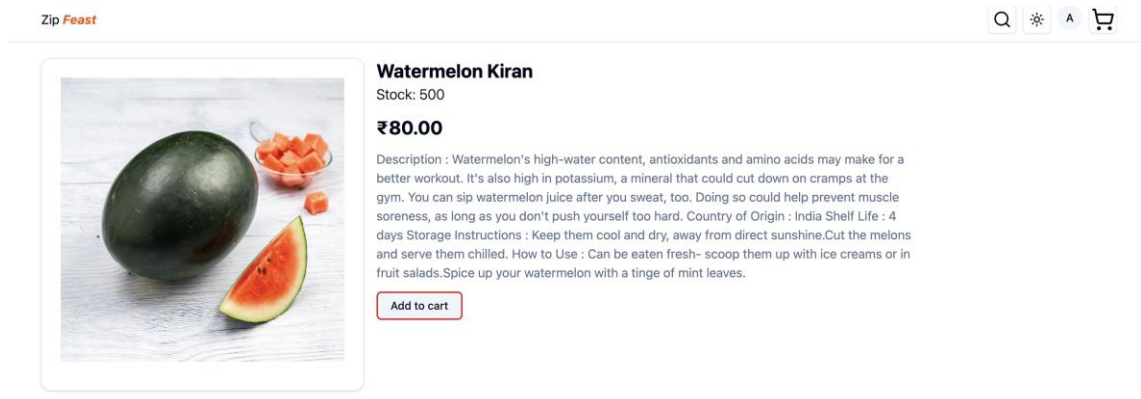 Zip Feast
A
Watermelon Kiran
Stock: 500
₹80.00
Description : Watermelon's high-water content, antioxidants and amino acids may make for a
better workout. It's also high in potassium, a mineral that could cut down on cramps at the
gym. You can sip watermelon juice after you sweat, too. Doing so could help prevent muscle
soreness, as long as you don't push yourself too hard. Country of Origin : India Shelf Life : 4
days Storage Instructions : Keep them cool and dry, away from direct sunshine.Cut the melons
and serve them chilled. How to Use : Can be eaten fresh- scoop them up with ice creams or in
fruit salads.Spice up your watermelon with a tinge of mint leaves.
Add to cart